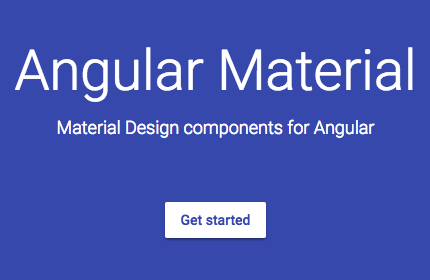 Angular Material
Material Design components for Angular
Get started